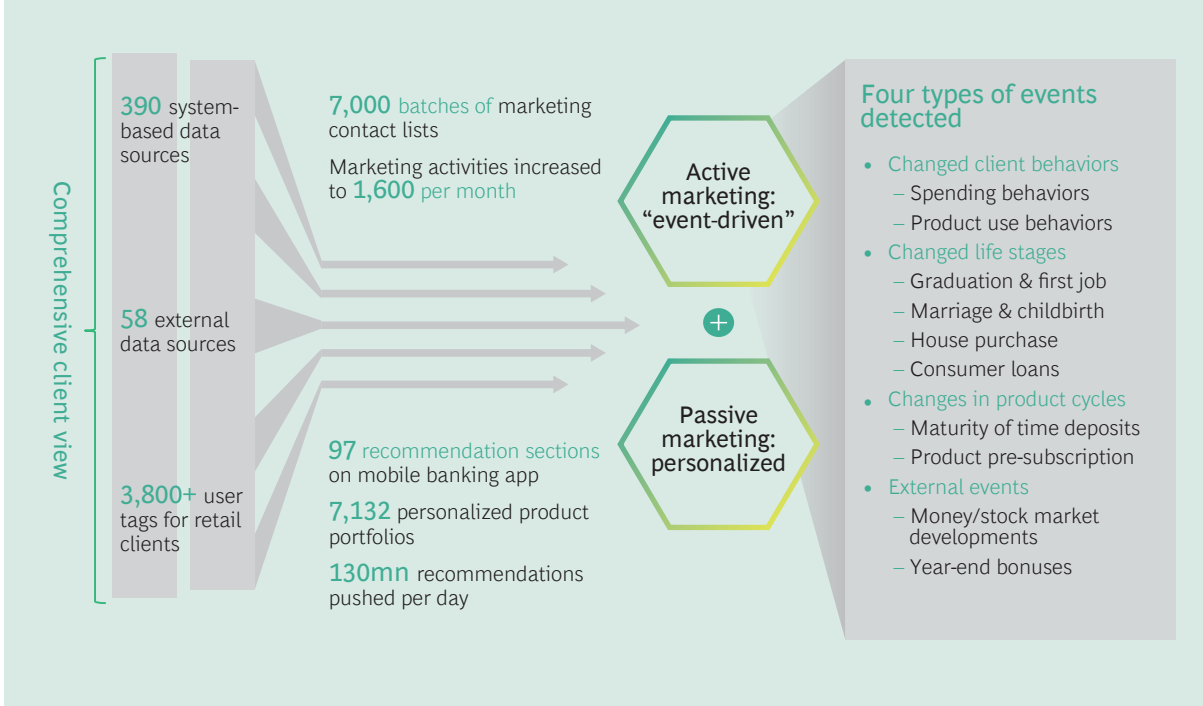 Comprehensive client view
390 system-
based data
sources
58 external
data sources
3,800+ user
tags for retail
clients
7,000 batches of marketing
contact lists
Marketing activities increased
to 1,600 per month
97 recommendation sections
on mobile banking app
7,132 personalized product
portfolios
130mn recommendations
pushed per day
Active
marketing:
“event-driven”
+
Passive
marketing:
personalized
Four types of events
detected
• Changed client behaviors
– Spending behaviors
– Product use behaviors
• Changed life stages
– Graduation & first job
– Marriage & childbirth
– House purchase
– Consumer loans
• Changes in product cycles
– Maturity of time deposits
– Product pre-subscription
• External events
– Money/stock market
developments
– Year-end bonuses